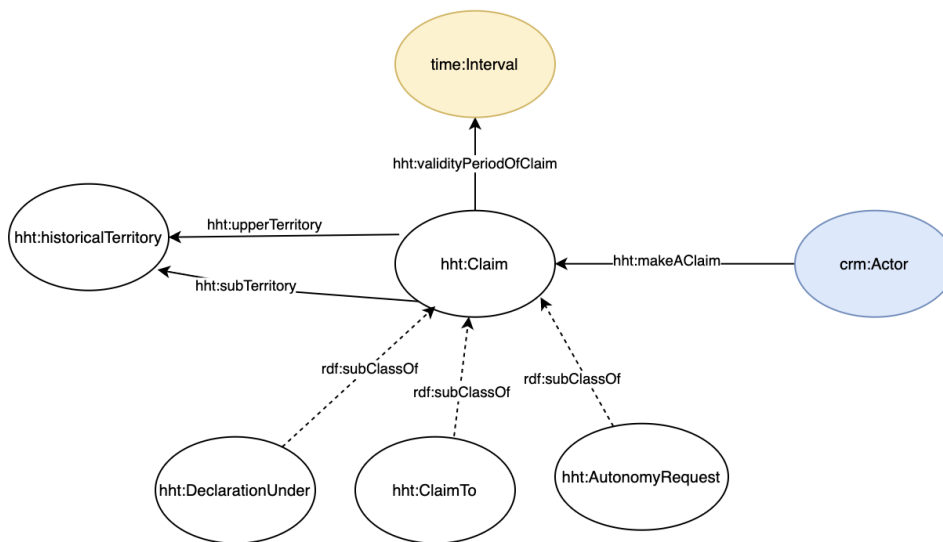 time:Interval
hht:validityPeriodOfClaim
hht:upperTerritory
hht:historicalTerritory
hht:Claim
hht:makeAClaim
crm:Actor
hht:subTerritory
rdf:subClassOf
rdf:subClassOf
rdf:subClassOf
hht:DeclarationUnder
hht:ClaimTo
hht:AutonomyRequest